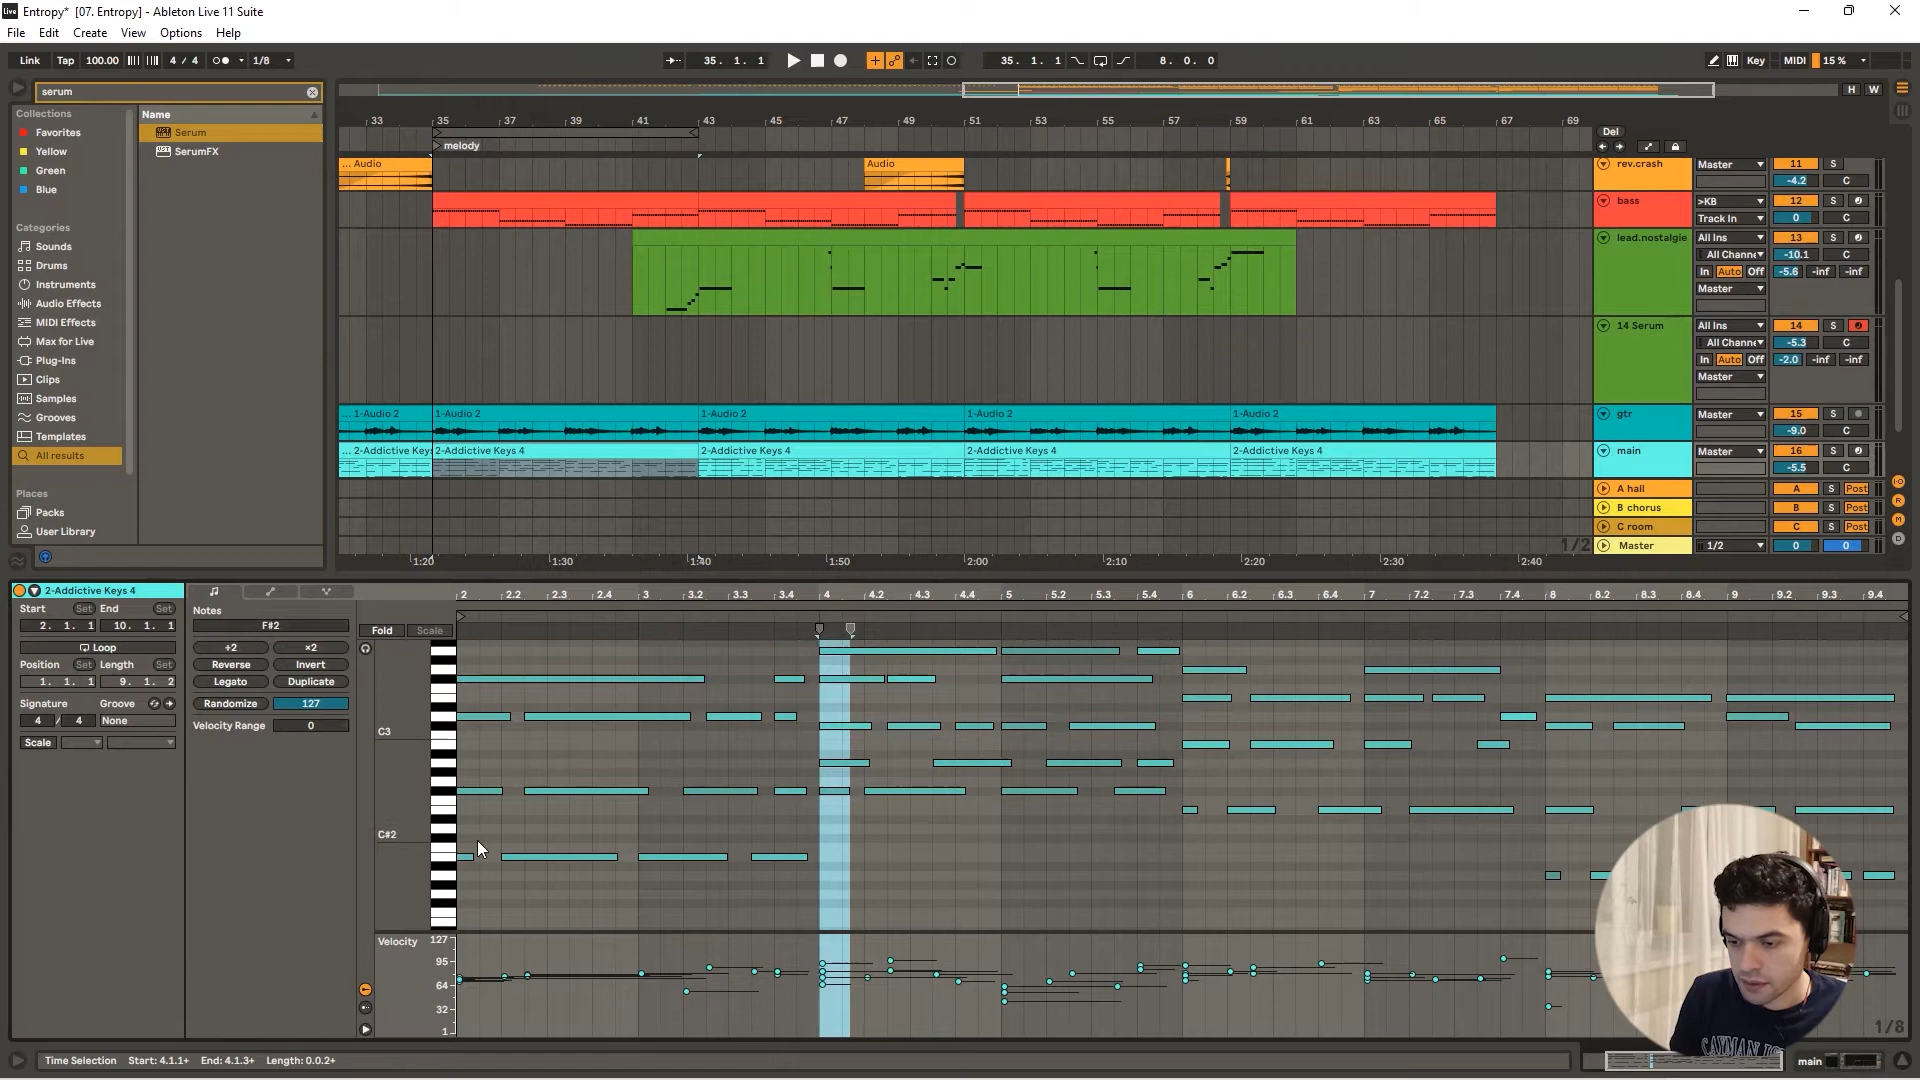 Entropy* [07. Entropy] - Ableton Live 11 Suite
File Edit Create View Options Help
Link Tap 100.00 4 / 4 1/8 35. 1. 1 35. 1. 1 8. 0. 0 Key MIDI 15 %
serum
Collections
Favorites
Yellow
Green
Blue
Categories
Sounds
Drums
Instruments
Audio Effects
MIDI Effects
Max for Live
Plug-Ins
Clips
Samples
Grooves
Templates
All results
Places
Packs
User Library
Name
Serum
SerumFX
H W
33 35 37 39 41 43 45 47 49 51 53 55 57 59 61 63 65 67 69
Del
melody
... Audio Audio
rev.crash Master 11 S
-4.2 C
bass >KB 12 S
Track In 0 C
lead.nostalgie All Ins 13 S
All Channe -10.1 C
In Auto Off -5.6 -inf -inf
Master
14 Serum All Ins 14 S
All Channe -5.3 C
In Auto Off -2.0 -inf -inf
Master
... 1-Audio 2 1-Audio 2 1-Audio 2 1-Audio 2 1-Audio 2 gtr Master 15 S
-9.0 C
... 2-Addictive Keys 2-Addictive Keys 4 2-Addictive Keys 4 2-Addictive Keys 4 2-Addictive Keys 4 main Master 16 S
-5.5 C
A hall A S Post
B chorus B S Post
C room C S Post
1/2 Master 1/2 0 0
1:20 1:30 1:40 1:50 2:00 2:10 2:20 2:30 2:40
2-Addictive Keys 4
Start Set End Set
2. 1. 1 10. 1. 1
Loop
Position Set Length Set
1. 1. 1 9. 1. 2
Signature Groove
4 / 4 None
Scale
Notes
F#2
÷2 ×2
Reverse Invert
Legato Duplicate
Randomize 127
Velocity Range 0
Fold Scale
2 2.2 2.3 2.4 3 3.2 3.3 3.4 4 4.2 4.3 4.4 5 5.2 5.3 5.4 6 6.2 6.3 6.4 7 7.2 7.3 7.4 8 8.2 8.3 8.4 9 9.2 9.3 9.4
C3
C#2
Velocity 127
95
64
32
1
1/8
CAYMAN
Time Selection Start: 4.1.1+ End: 4.1.3+ Length: 0.0.2+
main